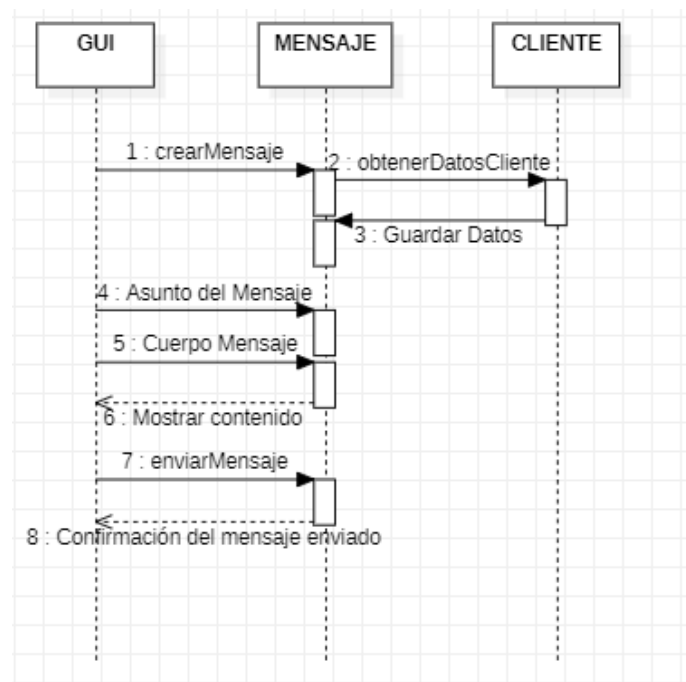 GUI
MENSAJE
CLIENTE
1 : crearMensaje
2 : obtenerDatosCliente
3 : Guardar Datos
4 : Asunto del Mensaje
5 : Cuerpo Mensaje
6 : Mostrar contenido
7 : enviarMensaje
8 : Confirmación del mensaje enviado